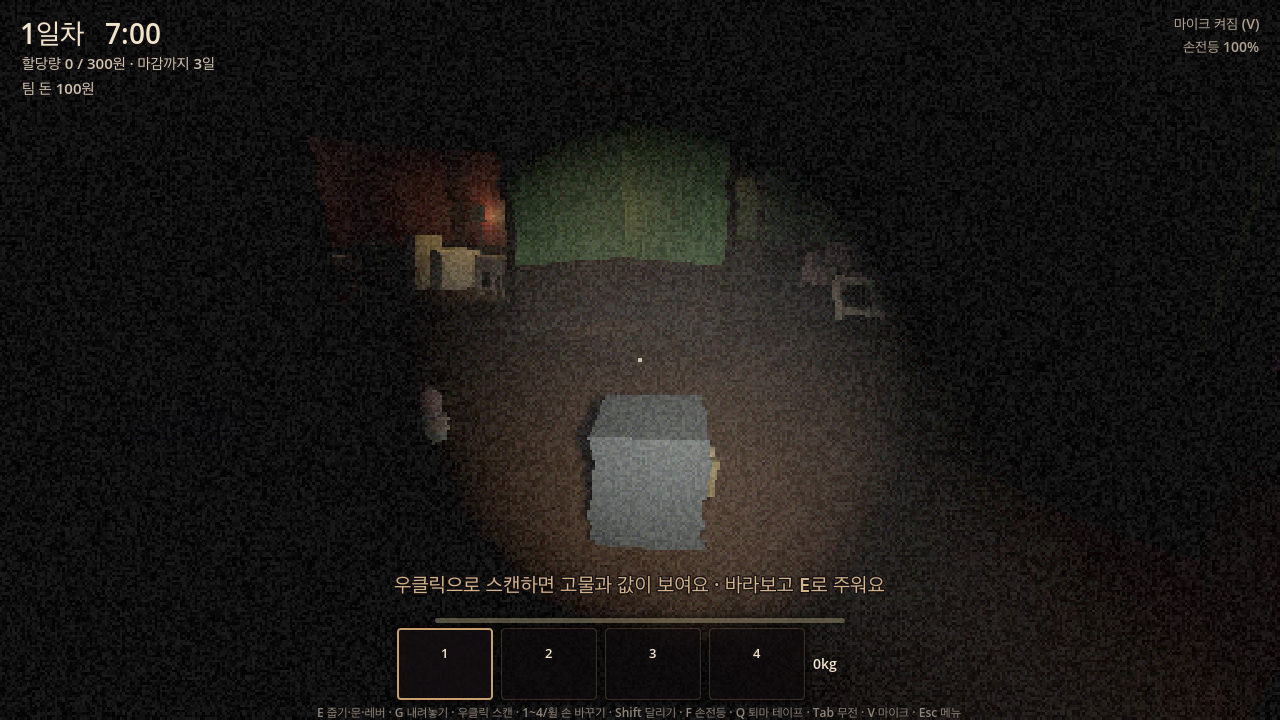 1일차 7:00
할당량 0 / 300원 · 마감까지 3일
팀 돈 100원
마이크 켜짐 (V)
손전등 100%
우클릭으로 스캔하면 고물과 값이 보여요 · 바라보고 E로 주워요
1 2 3 4 0kg
E 줍기·문·레버 · G 내려놓기 · 우클릭 스캔 · 1~4/휠 손 바꾸기 · Shift 달리기 · F 손전등 · Q 퇴마 테이프 · Tab 무전 · V 마이크 · Esc 메뉴